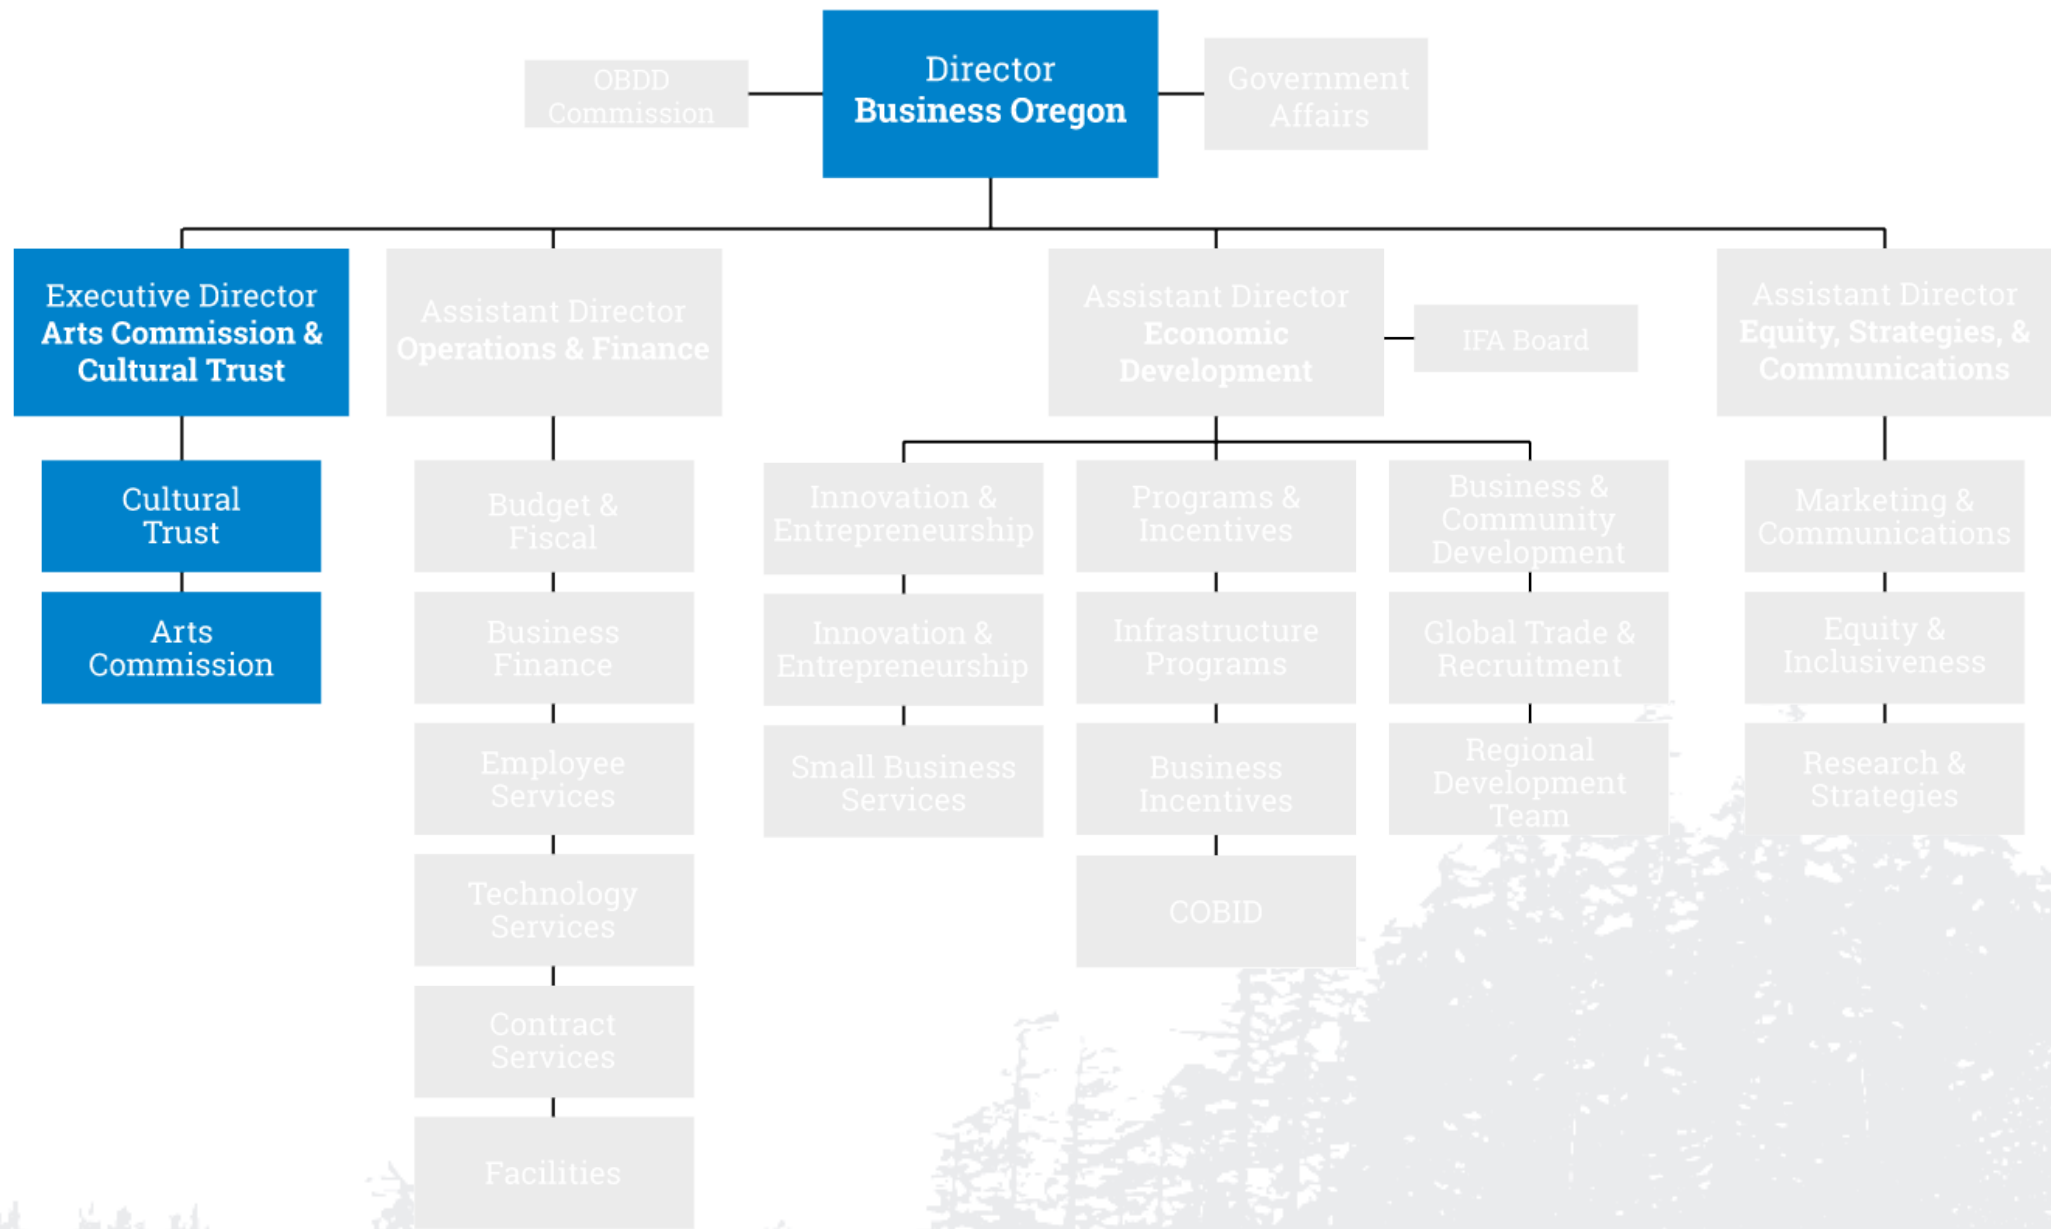 OBDD
Commission
Director
Business Oregon
Government
Affairs
Executive Director
Arts Commission &
Cultural Trust
Cultural
Trust
Arts
Commission
Assistant Director
Operations & Finance
Budget &
Fiscal
Business
Finance
Employee
Services
Technology
Services
Contract
Services
Facilities
Assistant Director
Economic
Development
IFA Board
Innovation &
Entrepreneurship
Innovation &
Entrepreneurship
Small Business
Services
Programs &
Incentives
Infrastructure
Programs
Business
Incentives
COBID
Business &
Community
Development
Global Trade &
Recruitment
Regional
Development
Team
Assistant Director
Equity, Strategies, &
Communications
Marketing &
Communications
Equity &
Inclusiveness
Research &
Strategies